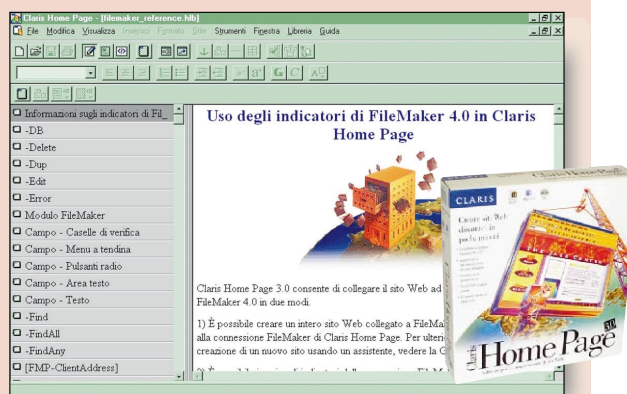 Claris Home Page - [filemaker_reference.hlb]
File Modifica Visualizza Inserisci Formato Stile Strumenti Finestra Libreria Guida
Informazioni sugli indicatori di Fil_
-DB
-Delete
-Dup
-Edit
-Error
Modulo FileMaker
Campo - Caselle di verifica
Campo - Menu a tendina
Campo - Pulsanti radio
Campo - Area testo
Campo - Testo
-Find
-FindAll
-FindAny
[FMP-ClientAddress]
Uso degli indicatori di FileMaker 4.0 in Claris
Home Page
Claris Home Page 3.0 consente di collegare il sito Web ad
FileMaker 4.0 in due modi.
1) È possibile creare un intero sito Web collegato a FileMa
alla connessione FileMaker di Claris Home Page. Per ulteri
creazione di un nuovo sito usando un assistente, vedere la G
CLARIS
Creare siti Web
dinamici in
pochi minuti
Claris
Home Page
3.0